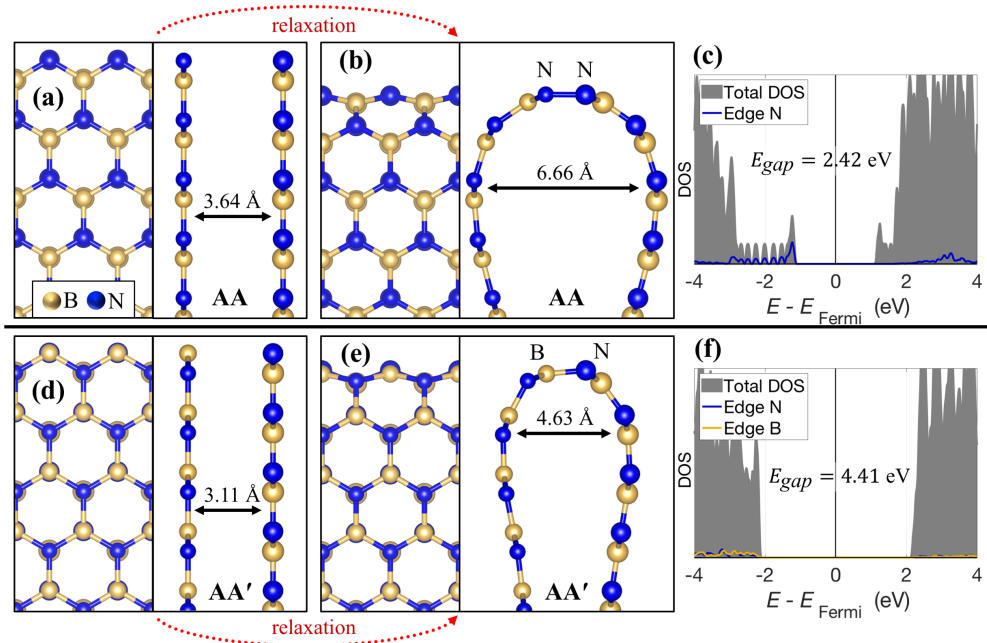 relaxation
(a)
3.64 Å
B N
AA
(b)
N N
6.66 Å
AA
(c)
Total DOS
Edge N
E_gap = 2.42 eV
DOS
-4 -2 0 2 4
E - E_Fermi (eV)
(d)
3.11 Å
AA′
(e)
B N
4.63 Å
AA′
(f)
Total DOS
Edge N
Edge B
E_gap = 4.41 eV
DOS
-4 -2 0 2 4
E - E_Fermi (eV)
relaxation